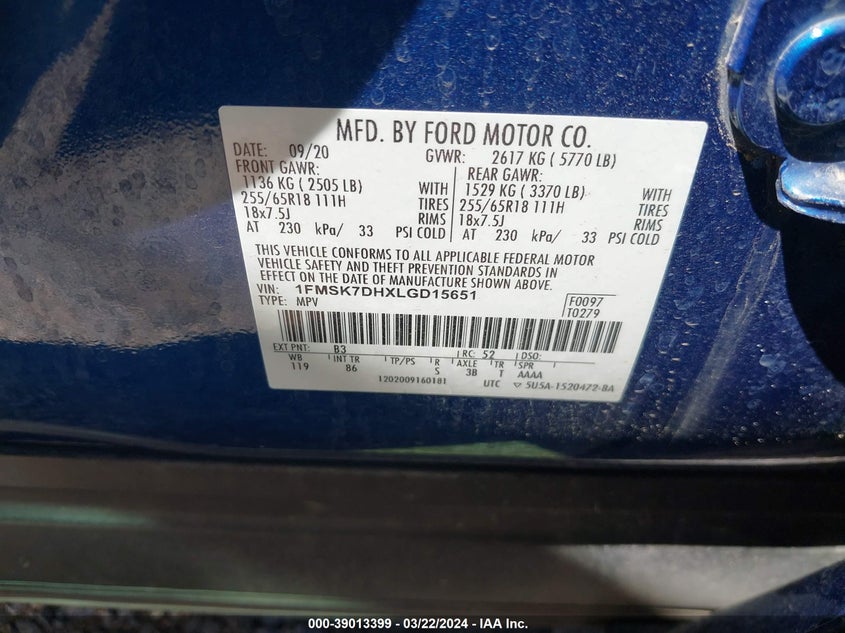 MFD. BY FORD MOTOR CO.
DATE: 09/20 GVWR: 2617 KG ( 5770 LB)
FRONT GAWR: REAR GAWR:
1136 KG ( 2505 LB) WITH 1529 KG ( 3370 LB) WITH
255/65R18 111H TIRES 255/65R18 111H TIRES
18x7.5J RIMS 18x7.5J RIMS
AT 230 kPa/ 33 PSI COLD AT 230 kPa/ 33 PSI COLD
THIS VEHICLE CONFORMS TO ALL APPLICABLE FEDERAL MOTOR
VEHICLE SAFETY AND THEFT PREVENTION STANDARDS IN
EFFECT ON THE DATE OF MANUFACTURE SHOWN ABOVE.
VIN: 1FMSK7DHXLGD15651
TYPE: MPV
F0097
T0279
EXT PNT: B3 RC: 52 DSO:
WB INT TR TP/PS R AXLE TR SPR
119 86 S 3B T AAAA
1202009160181 UTC ▽ 5U5A-1520472-BA
000-39013399 - 03/22/2024 - IAA Inc.